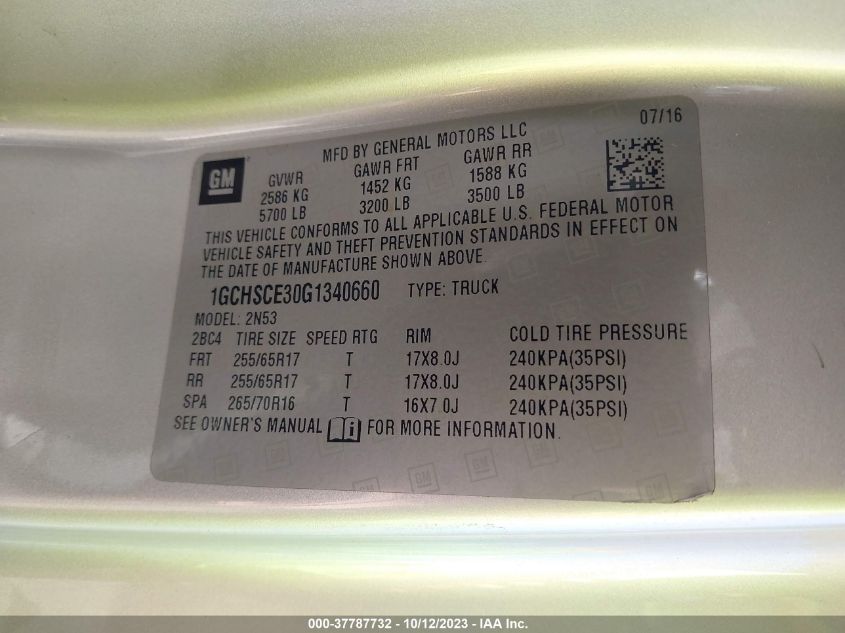 07/16
MFD BY GENERAL MOTORS LLC
GM
GVWR GAWR FRT GAWR RR
2586 KG 1452 KG 1588 KG
5700 LB 3200 LB 3500 LB
THIS VEHICLE CONFORMS TO ALL APPLICABLE U.S. FEDERAL MOTOR
VEHICLE SAFETY AND THEFT PREVENTION STANDARDS IN EFFECT ON
THE DATE OF MANUFACTURE SHOWN ABOVE.
1GCHSCE30G1340660 TYPE: TRUCK
MODEL: 2N53
2BC4 TIRE SIZE SPEED RTG RIM COLD TIRE PRESSURE
FRT 255/65R17 T 17X8.0J 240KPA(35PSI)
RR 255/65R17 T 17X8.0J 240KPA(35PSI)
SPA 265/70R16 T 16X7.0J 240KPA(35PSI)
SEE OWNER'S MANUAL i FOR MORE INFORMATION.
000-37787732 - 10/12/2023 - IAA Inc.